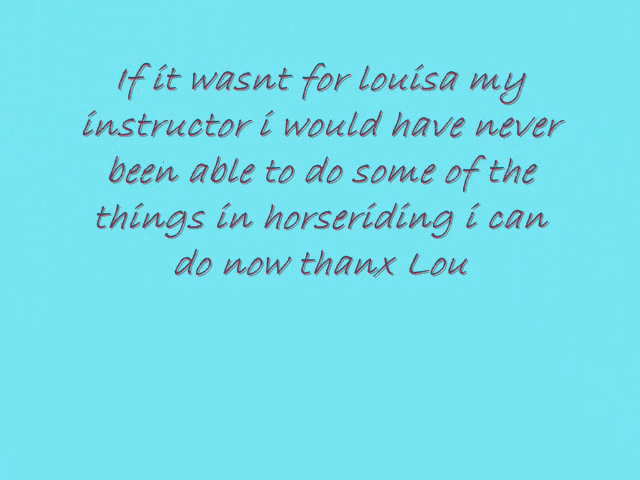 If it wasnt for louisa my
instructor i would have never
been able to do some of the
things in horseriding i can
do now thanx Lou